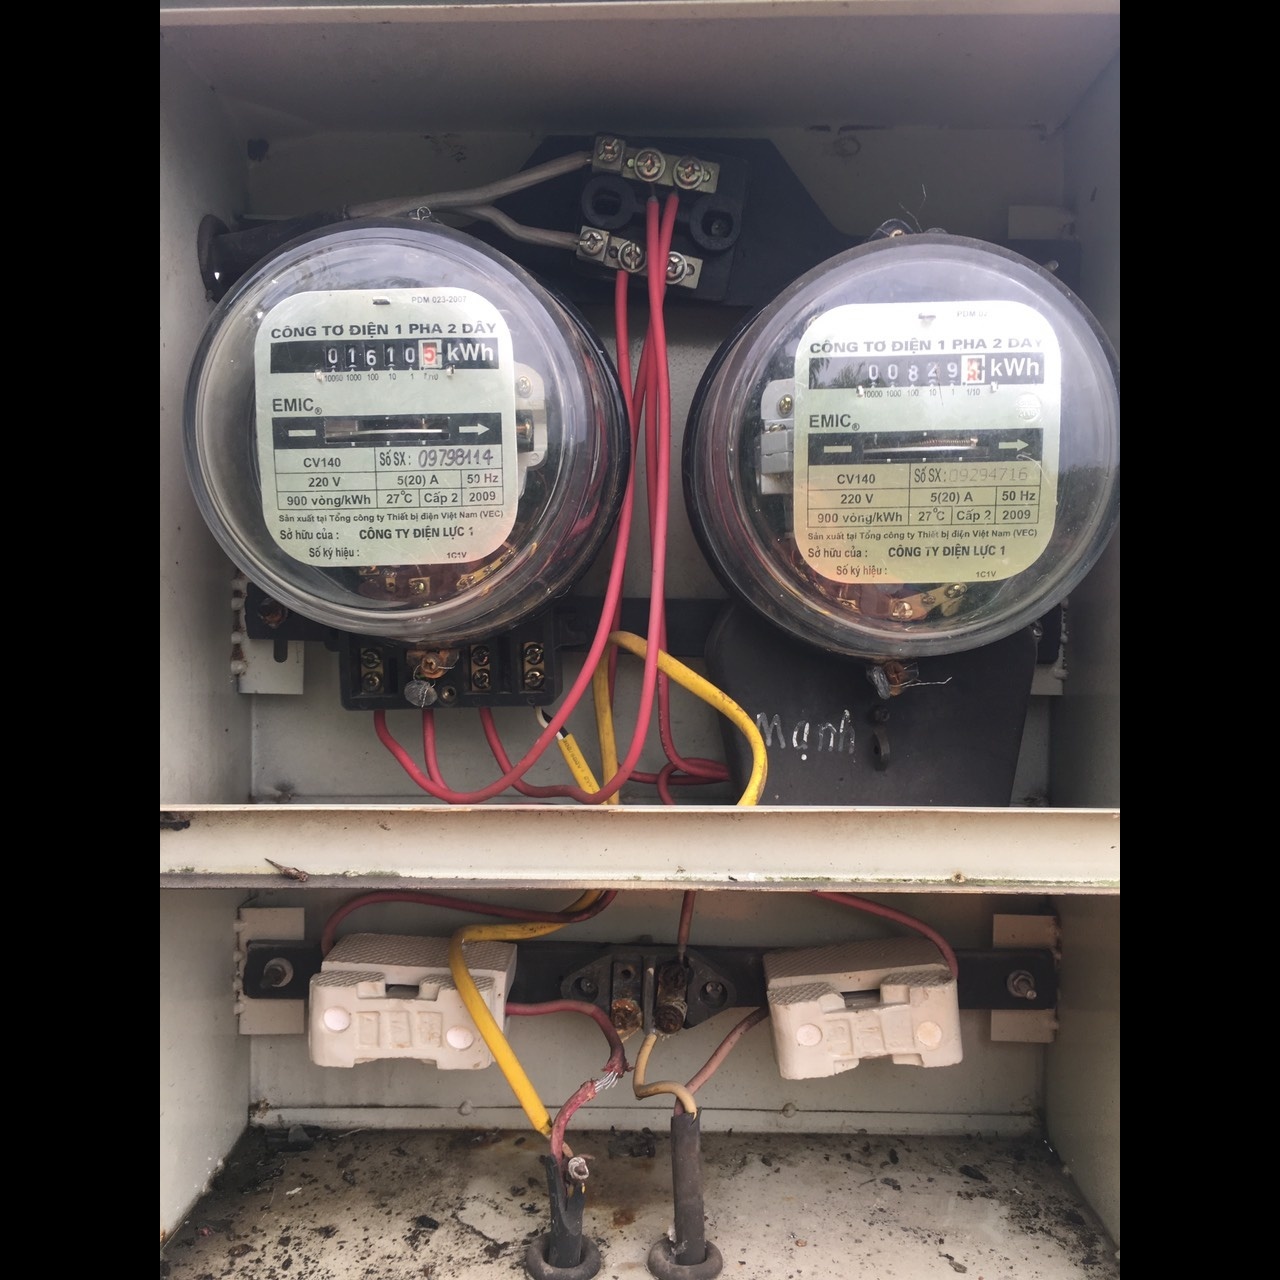 PDM 023-2007
CÔNG TƠ ĐIỆN 1 PHA 2 DÂY
01610 5 kWh
10000 1000 100 10 1 1/10
EMIC®
CV140 Số SX: 09798114
220 V 5(20) A 50 Hz
900 vòng/kWh 27°C Cấp 2 2009
Sản xuất tại Tổng công ty Thiết bị điện Việt Nam (VEC)
Sở hữu của: CÔNG TY ĐIỆN LỰC 1
Số ký hiệu:
1C1V
PDM
CÔNG TƠ ĐIỆN 1 PHA 2 DÂY
00829 kWh
10000 1000 100 10 1 1/10
EMIC®
CV140 Số SX: 09294716
220 V 5(20) A 50 Hz
900 vòng/kWh 27°C Cấp 2 2009
Sản xuất tại Tổng công ty Thiết bị điện Việt Nam (VEC)
Sở hữu của: CÔNG TY ĐIỆN LỰC 1
Số ký hiệu:
1C1V
Mạnh